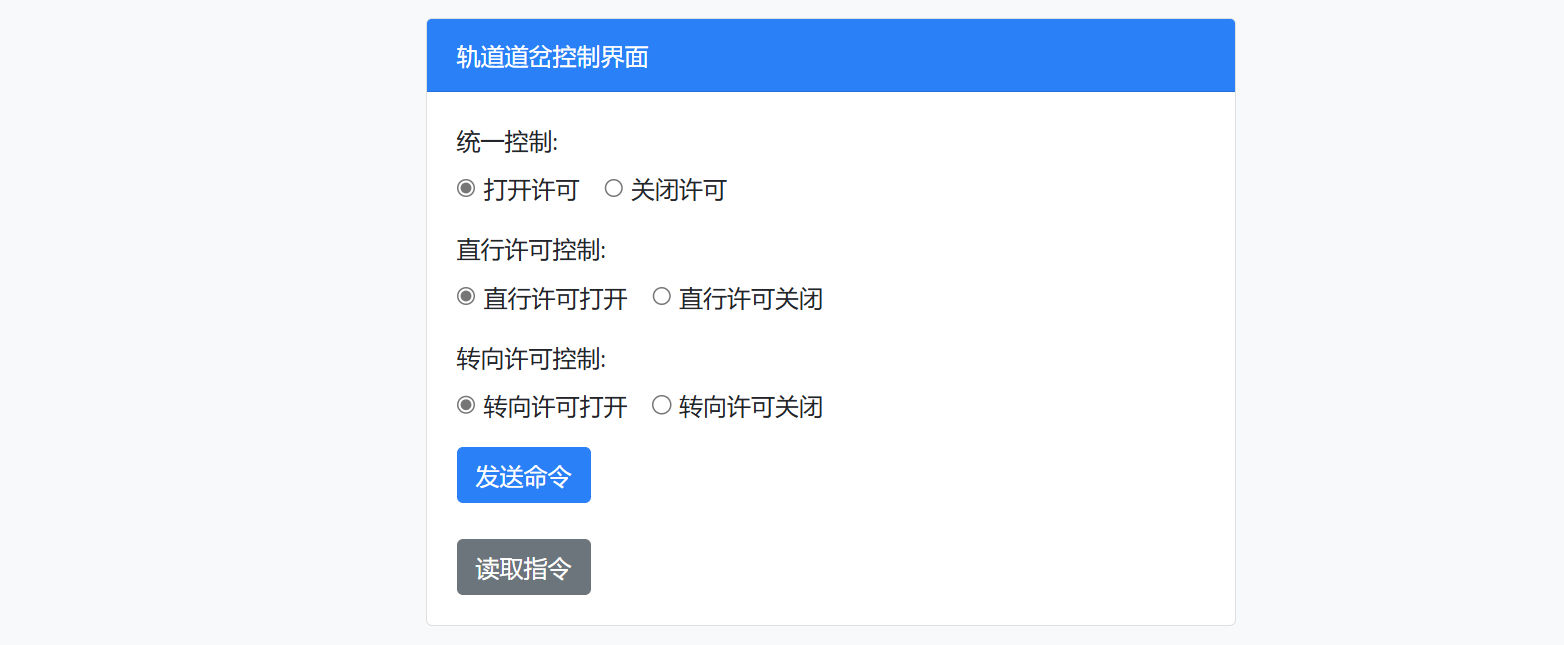 轨道道岔控制界面
统一控制:
打开许可 关闭许可
直行许可控制:
直行许可打开 直行许可关闭
转向许可控制:
转向许可打开 转向许可关闭
发送命令
读取指令